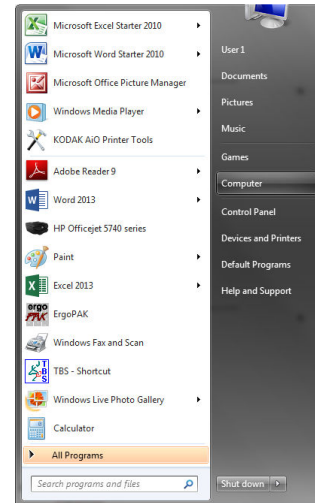 Microsoft Excel Starter 2010
Microsoft Word Starter 2010
Microsoft Office Picture Manager
Windows Media Player
KODAK AiO Printer Tools
Adobe Reader 9
Word 2013
HP Officejet 5740 series
Paint
Excel 2013
ergo
PAK
ErgoPAK
Windows Fax and Scan
TBS - Shortcut
Windows Live Photo Gallery
Calculator
All Programs
Search programs and files
User1
Documents
Pictures
Music
Games
Computer
Control Panel
Devices and Printers
Default Programs
Help and Support
Shut down